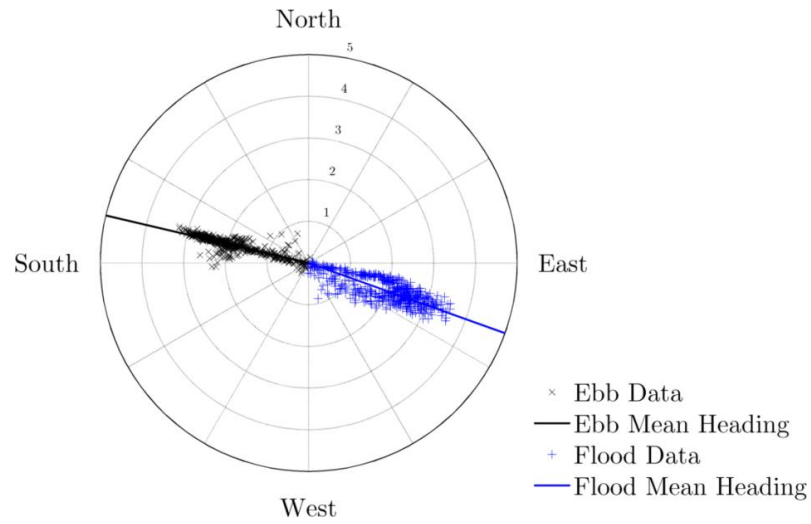 North
5
4
3
2
1
South
East
× Ebb Data
Ebb Mean Heading
+ Flood Data
Flood Mean Heading
West